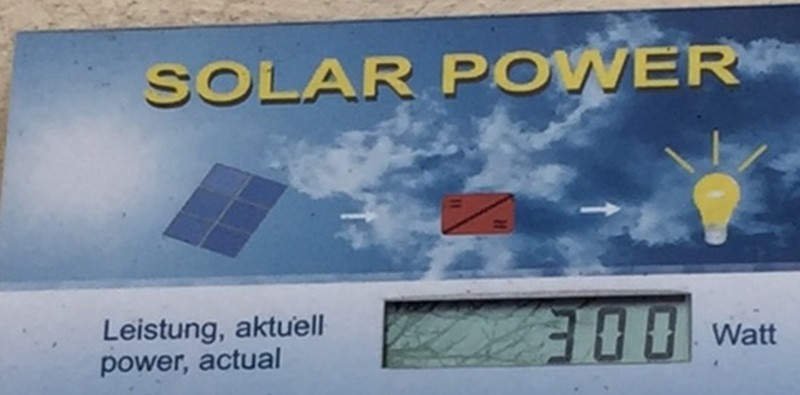 SOLAR POWER
Leistung, aktuell
power, actual
300 Watt